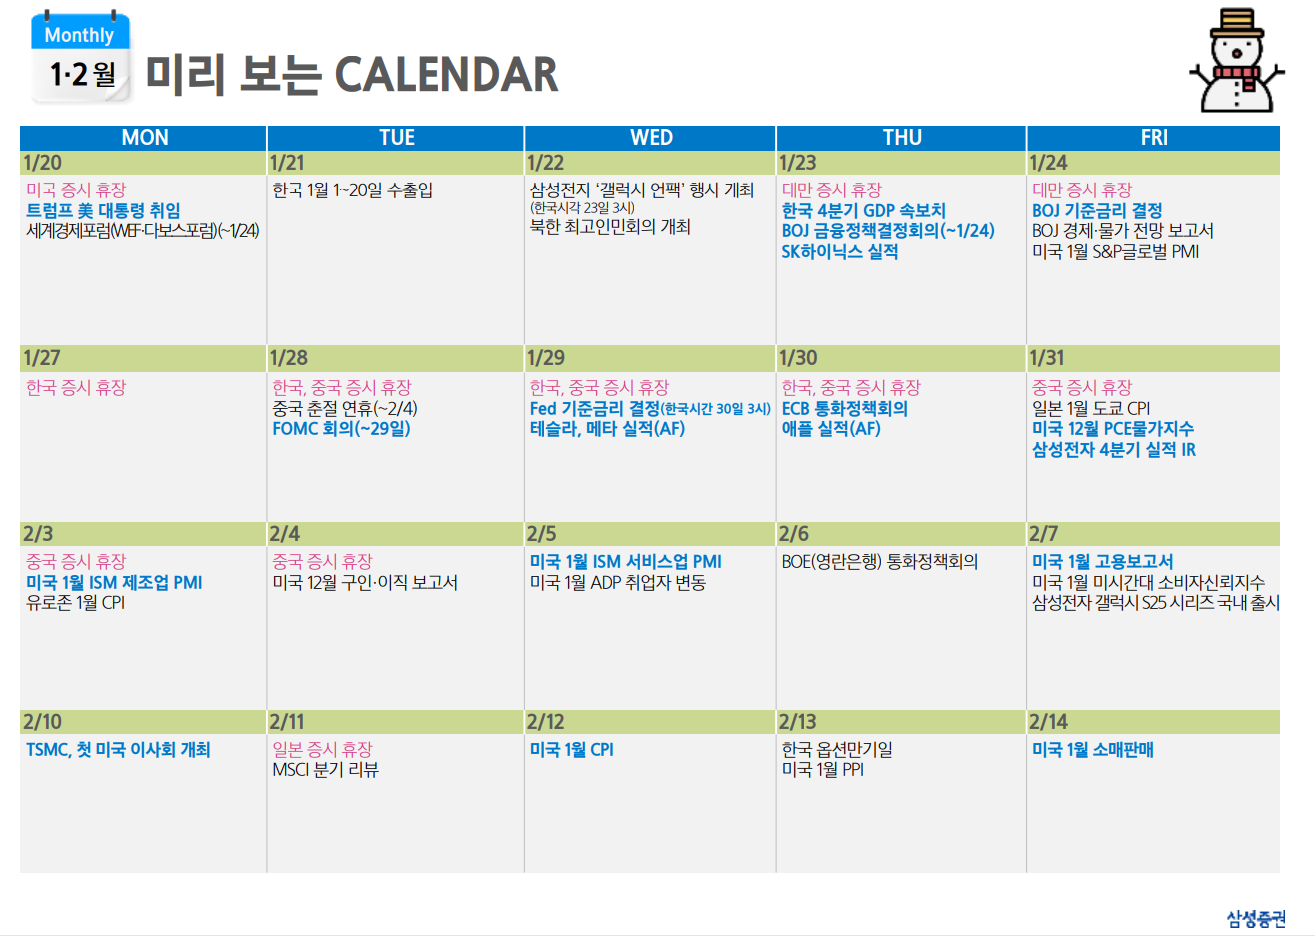 Monthly
1·2월
미리 보는 CALENDAR
MON TUE WED THU FRI
1/20 1/21 1/22 1/23 1/24
미국 증시 휴장
트럼프 美 대통령 취임
세계경제포럼(WEF·다보스포럼)(~1/24)
한국 1월 1~20일 수출입
삼성전지 ‘갤럭시 언팩’ 행시 개최
(한국시각 23일 3시)
북한 최고인민회의 개최
대만 증시 휴장
한국 4분기 GDP 속보치
BOJ 금융정책결정회의(~1/24)
SK하이닉스 실적
대만 증시 휴장
BOJ 기준금리 결정
BOJ 경제·물가 전망 보고서
미국 1월 S&P글로벌 PMI
1/27 1/28 1/29 1/30 1/31
한국 증시 휴장
한국, 중국 증시 휴장
중국 춘절 연휴(~2/4)
FOMC 회의(~29일)
한국, 중국 증시 휴장
Fed 기준금리 결정(한국시간 30일 3시)
테슬라, 메타 실적(AF)
한국, 중국 증시 휴장
ECB 통화정책회의
애플 실적(AF)
중국 증시 휴장
일본 1월 도쿄 CPI
미국 12월 PCE물가지수
삼성전자 4분기 실적 IR
2/3 2/4 2/5 2/6 2/7
중국 증시 휴장
미국 1월 ISM 제조업 PMI
유로존 1월 CPI
중국 증시 휴장
미국 12월 구인·이직 보고서
미국 1월 ISM 서비스업 PMI
미국 1월 ADP 취업자 변동
BOE(영란은행) 통화정책회의
미국 1월 고용보고서
미국 1월 미시간대 소비자신뢰지수
삼성전자 갤럭시 S25 시리즈 국내 출시
2/10 2/11 2/12 2/13 2/14
TSMC, 첫 미국 이사회 개최
일본 증시 휴장
MSCI 분기 리뷰
미국 1월 CPI
한국 옵션만기일
미국 1월 PPI
미국 1월 소매판매
삼성증권